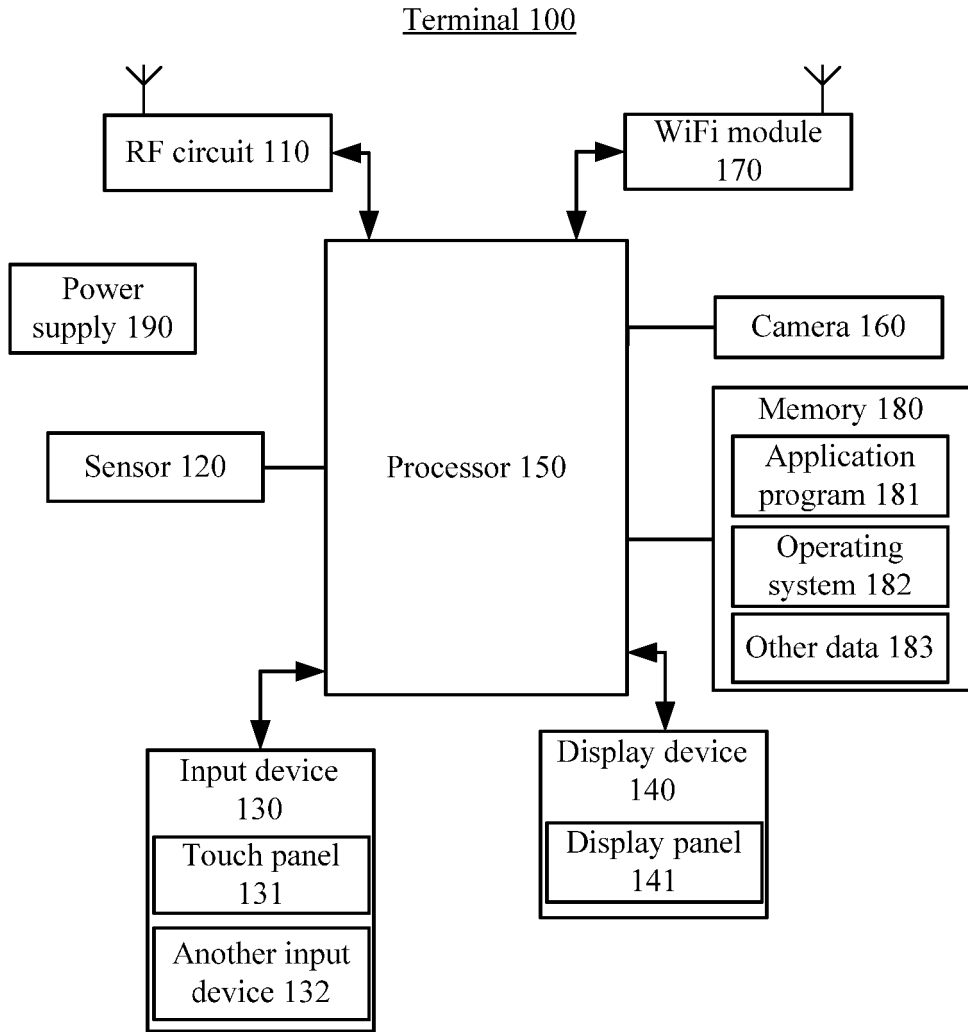 Terminal 100
RF circuit 110
WiFi module
170
Power
supply 190
Camera 160
Sensor 120
Processor 150
Memory 180
Application
program 181
Operating
system 182
Other data 183
Input device
130
Touch panel
131
Another input
device 132
Display device
140
Display panel
141